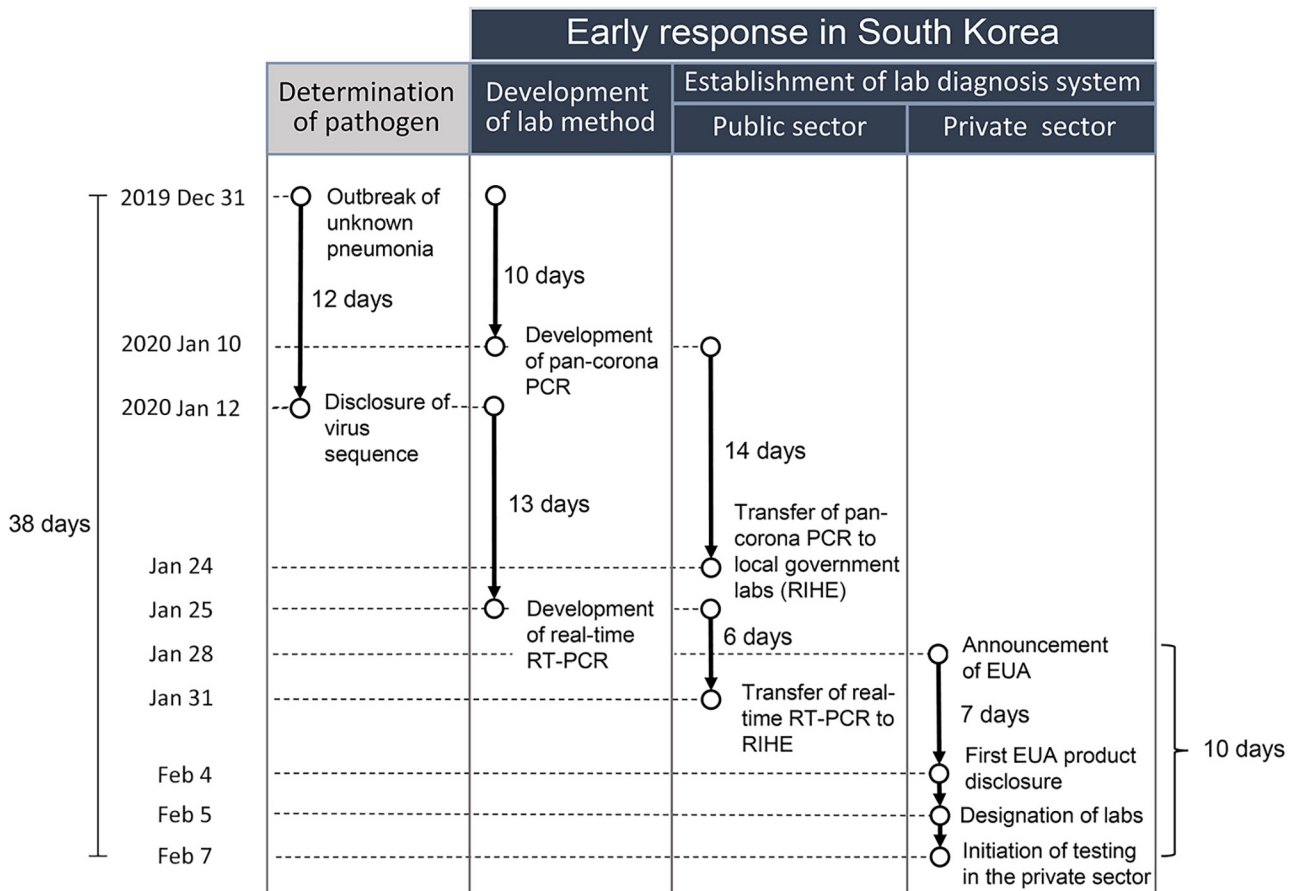 Early response in South Korea
Determination
of pathogen
Development
of lab method
Establishment of lab diagnosis system
Public sector
Private sector
2019 Dec 31
Outbreak of
unknown
pneumonia
10 days
12 days
2020 Jan 10
Development
of pan-corona
PCR
2020 Jan 12
Disclosure of
virus
sequence
14 days
13 days
38 days
Transfer of pan-
corona PCR to
local government
labs (RIHE)
Jan 24
Jan 25
Development
of real-time
RT-PCR
6 days
Jan 28
Announcement
of EUA
Jan 31
Transfer of real-
time RT-PCR to
RIHE
7 days
10 days
Feb 4
First EUA product
disclosure
Feb 5
Designation of labs
Feb 7
Initiation of testing
in the private sector